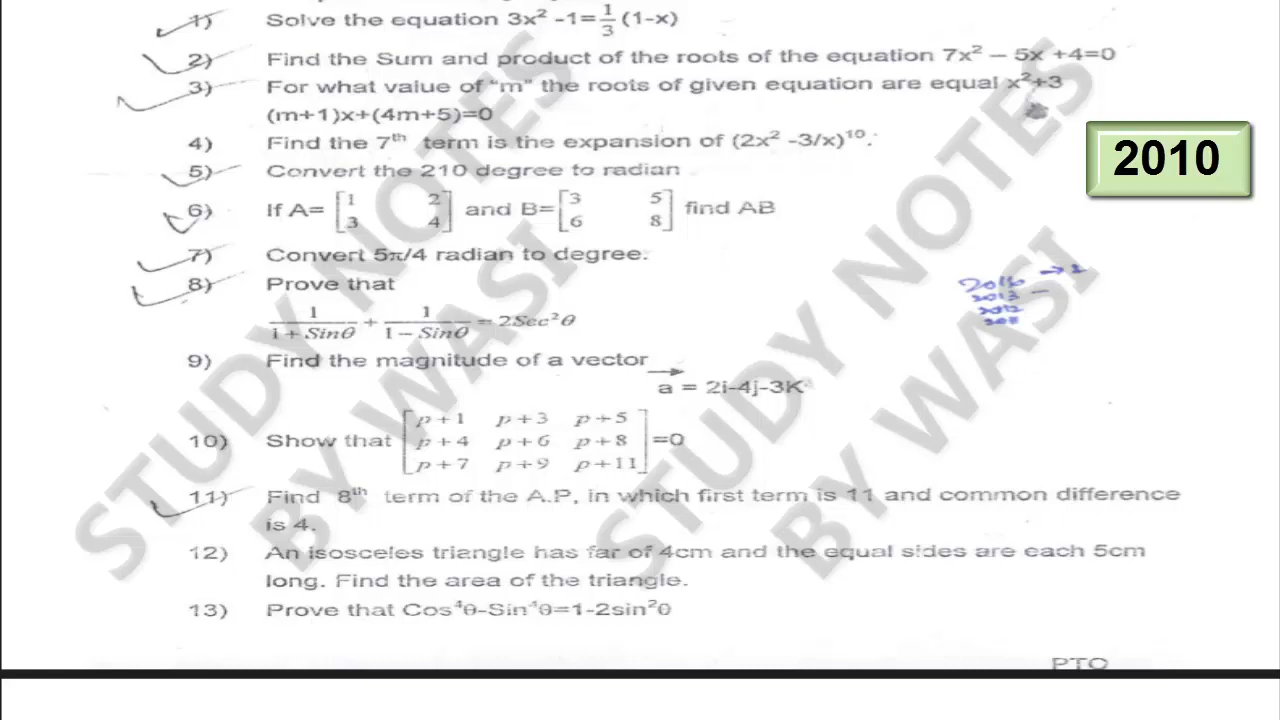 1) Solve the equation 3x² -1=1/3 (1-x)
2) Find the Sum and product of the roots of the equation 7x² – 5x +4=0
3) For what value of "m" the roots of given equation are equal x²+3
(m+1)x+(4m+5)=0
4) Find the 7th term is the expansion of (2x² -3/x)¹⁰.
2010
5) Convert the 210 degree to radian
6) If A= [1 2
3 4] and B= [3 5
6 8] find AB
7) Convert 5π/4 radian to degree.
8) Prove that
1/(1+Sinθ) + 1/(1−Sinθ) = 2Sec²θ
2013
9) Find the magnitude of a vector
a = 2i-4j-3K
10) Show that [p+1 p+3 p+5
p+4 p+6 p+8
p+7 p+9 p+11] =0
11) Find 8th term of the A.P, in which first term is 11 and common difference
is 4.
12) An isosceles triangle has far of 4cm and the equal sides are each 5cm
long. Find the area of the triangle.
13) Prove that Cos⁴θ-Sin⁴θ=1-2sin²θ
PTO
STUDY NOTES
BY WASI
STUDY NOTES
BY WASI